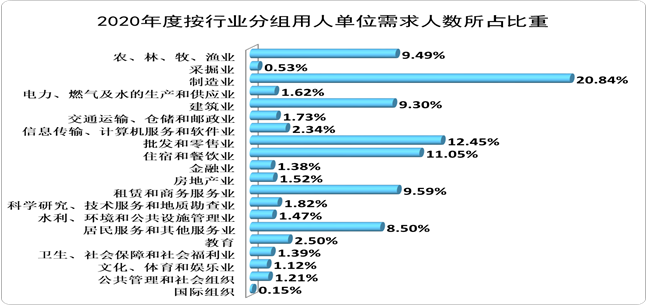 2020年度按行业分组用人单位需求人数所占比重
农、林、牧、渔业 9.49%
采掘业 0.53%
制造业 20.84%
电力、燃气及水的生产和供应业 1.62%
建筑业 9.30%
交通运输、仓储和邮政业 1.73%
信息传输、计算机服务和软件业 2.34%
批发和零售业 12.45%
住宿和餐饮业 11.05%
金融业 1.38%
房地产业 1.52%
租赁和商务服务业 9.59%
科学研究、技术服务和地质勘查业 1.82%
水利、环境和公共设施管理业 1.47%
居民服务和其他服务业 8.50%
教育 2.50%
卫生、社会保障和社会福利业 1.39%
文化、体育和娱乐业 1.12%
公共管理和社会组织 1.21%
国际组织 0.15%